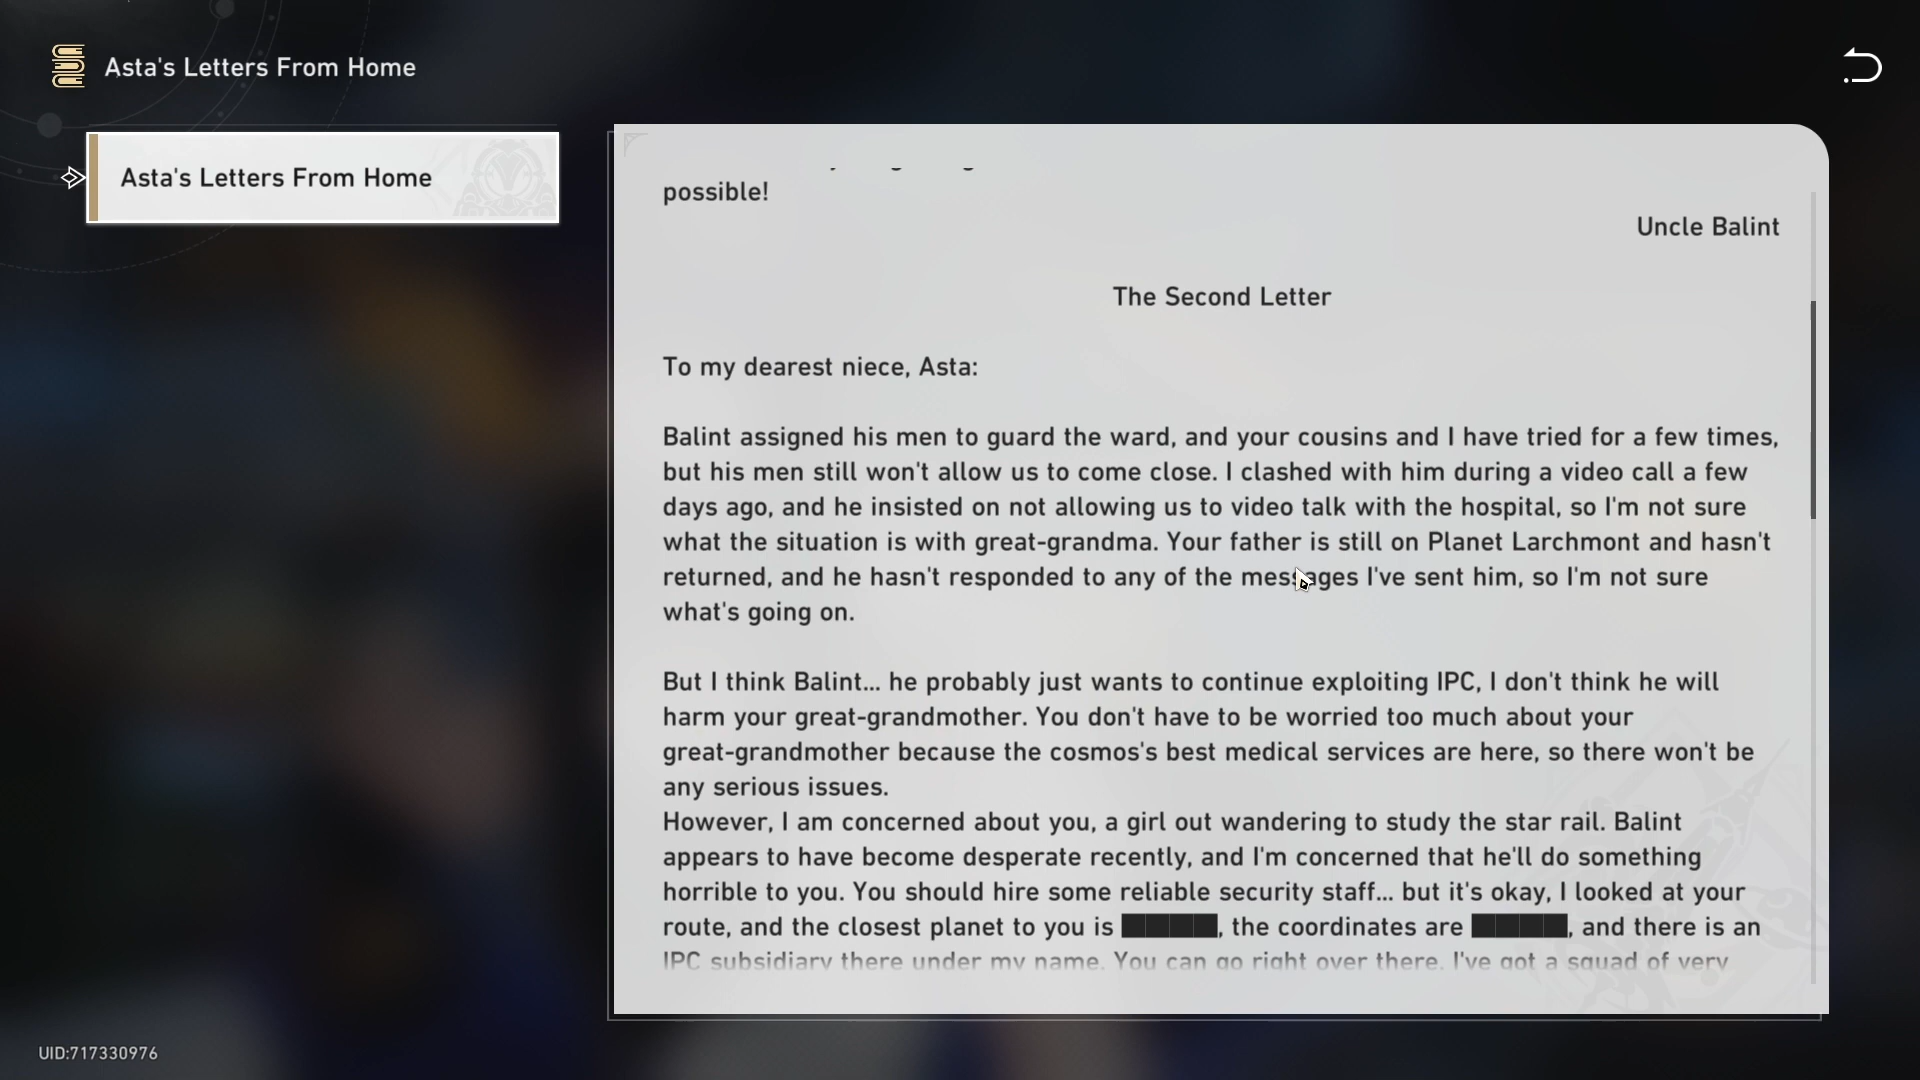 Asta's Letters From Home
Asta's Letters From Home
possible!
Uncle Balint
The Second Letter
To my dearest niece, Asta:
Balint assigned his men to guard the ward, and your cousins and I have tried for a few times,
but his men still won't allow us to come close. I clashed with him during a video call a few
days ago, and he insisted on not allowing us to video talk with the hospital, so I'm not sure
what the situation is with great-grandma. Your father is still on Planet Larchmont and hasn't
returned, and he hasn't responded to any of the messages I've sent him, so I'm not sure
what's going on.
But I think Balint... he probably just wants to continue exploiting IPC, I don't think he will
harm your great-grandmother. You don't have to be worried too much about your
great-grandmother because the cosmos's best medical services are here, so there won't be
any serious issues.
However, I am concerned about you, a girl out wandering to study the star rail. Balint
appears to have become desperate recently, and I'm concerned that he'll do something
horrible to you. You should hire some reliable security staff... but it's okay, I looked at your
route, and the closest planet to you is █████, the coordinates are █████, and there is an
IPC subsidiary there under my name. You can go right over there. I've got a squad of very
UID:717330976